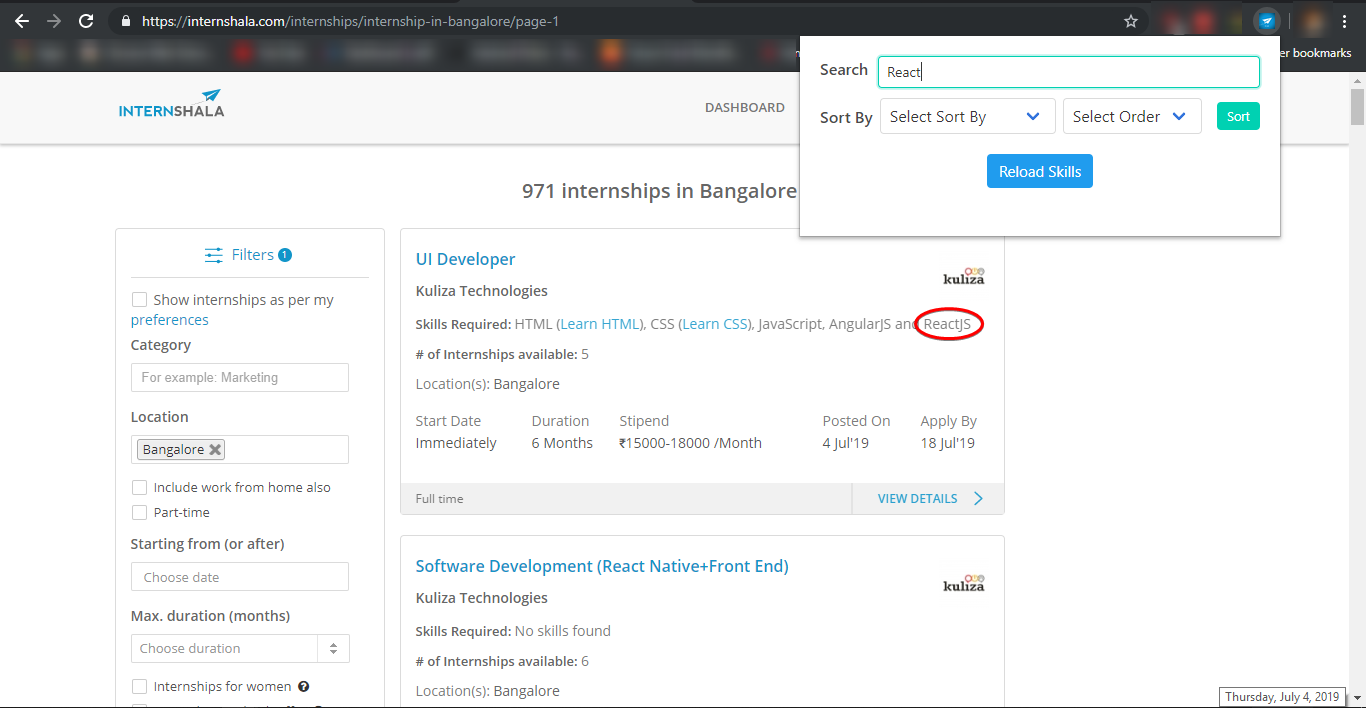 https://internshala.com/internships/internship-in-bangalore/page-1
er bookmarks
Search React
Sort By Select Sort By Select Order Sort
Reload Skills
INTERNSHALA
DASHBOARD
971 internships in Bangalore
Filters 1
Show internships as per my
preferences
Category
For example: Marketing
Location
Bangalore
Include work from home also
Part-time
Starting from (or after)
Choose date
Max. duration (months)
Choose duration
Internships for women ?
UI Developer
kuliza
Kuliza Technologies
Skills Required: HTML (Learn HTML), CSS (Learn CSS), JavaScript, AngularJS and ReactJS
# of Internships available: 5
Location(s): Bangalore
Start Date Duration Stipend Posted On Apply By
Immediately 6 Months ₹15000-18000 /Month 4 Jul'19 18 Jul'19
Full time VIEW DETAILS
Software Development (React Native+Front End)
kuliza
Kuliza Technologies
Skills Required: No skills found
# of Internships available: 6
Location(s): Bangalore
Thursday, July 4, 2019